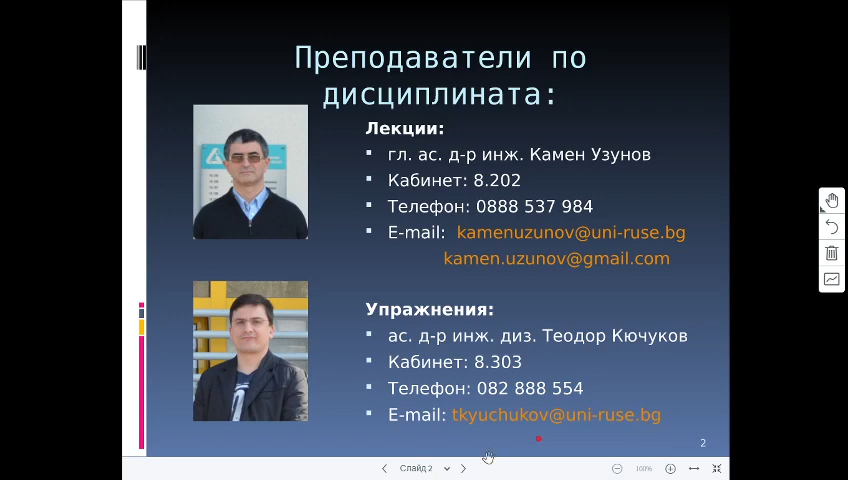 Преподаватели по
дисциплината:
Лекции:
гл. ас. д-р инж. Камен Узунов
Кабинет: 8.202
Телефон: 0888 537 984
E-mail: kamenuzunov@uni-ruse.bg
kamen.uzunov@gmail.com
Упражнения:
ас. д-р инж. диз. Теодор Кючуков
Кабинет: 8.303
Телефон: 082 888 554
E-mail: tkyuchukov@uni-ruse.bg
2
Слайд 2
100%